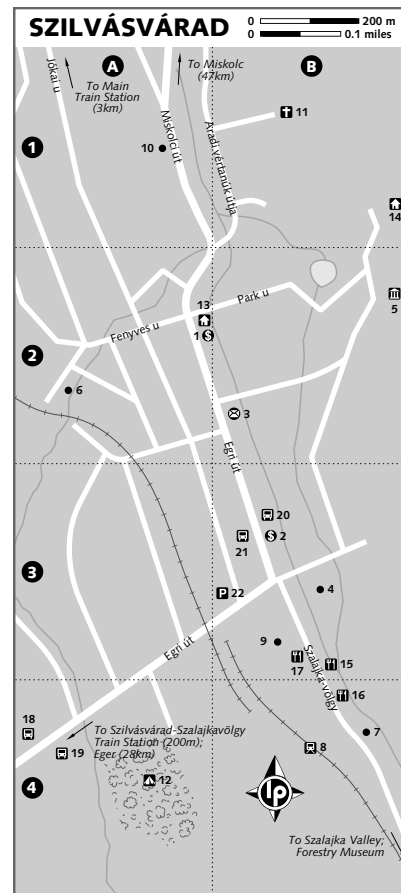 SZILVÁSVÁRAD
0 200 m
0 0.1 miles
A
B
To Main
Train Station
(3km)
To Miskolc
(47km)
Jókai u
Miskolci út
Aradi vértanúk útja
11
1
10
14
13
Park u
5
Fenyves u
1
2
6
3
Egri út
20
21
2
3
22
4
9
Egri út
Szalajka-völgy
17
15
16
18
7
To Szilvásvárad-Szalajkavölgy
Train Station (200m);
Eger (28km)
19
8
4
12
lp
To Szalajka Valley;
Forestry Museum